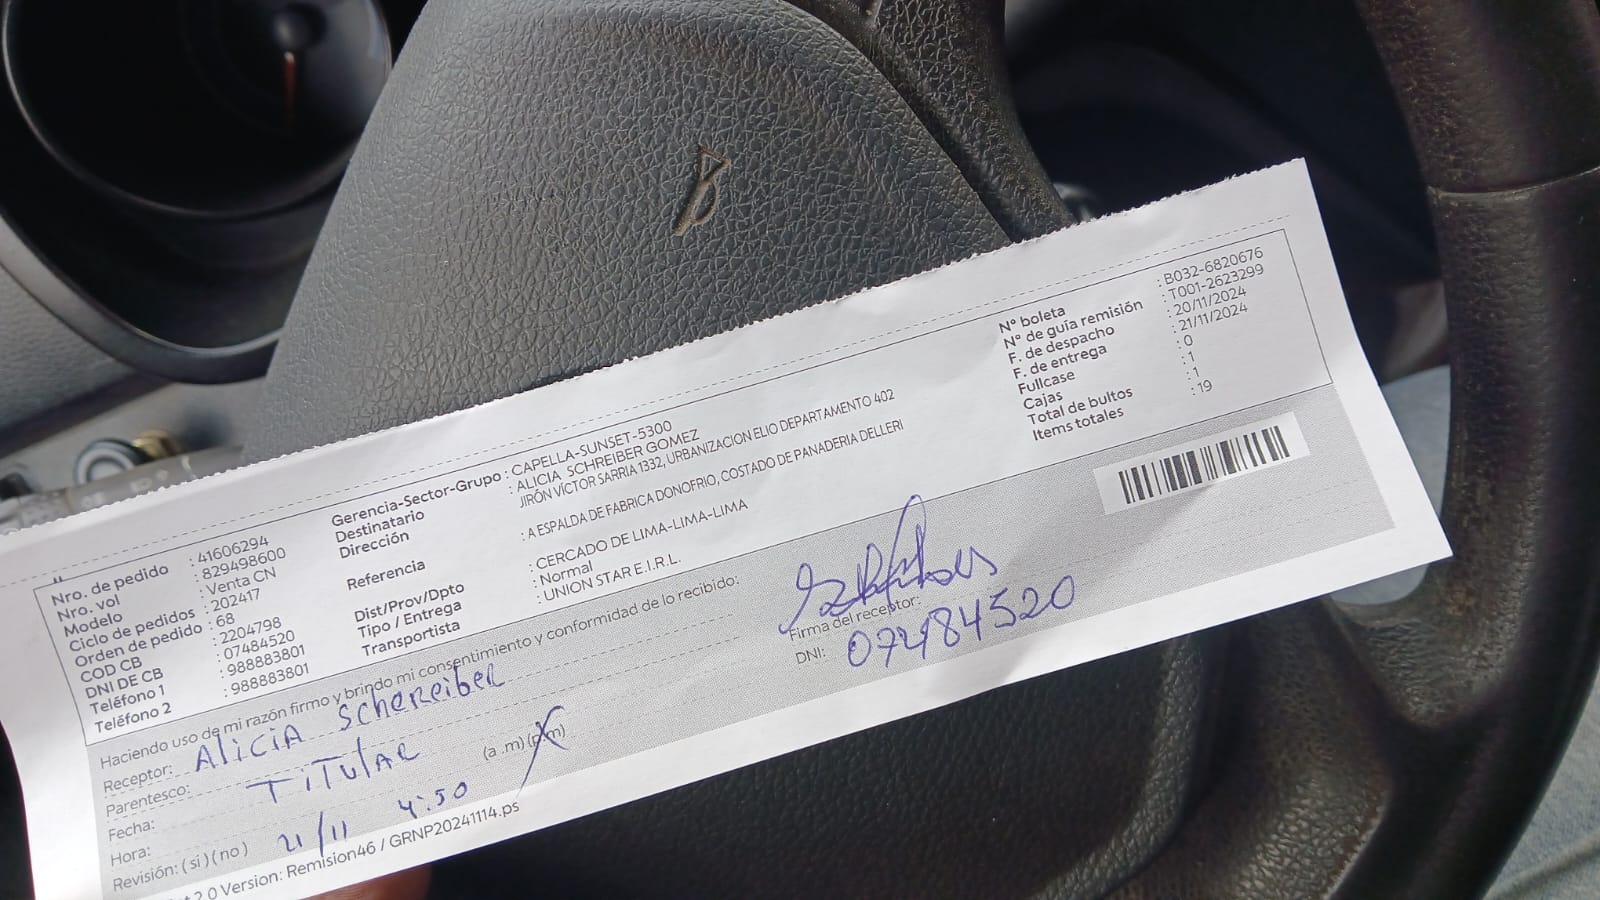 Nro. de pedido : 41606294
Nro. vol : 829498600
Modelo : Venta CN
Ciclo de pedidos : 202417
Orden de pedido : 68
COD CB : 2204798
DNI DE CB : 07484520
Teléfono 1 : 988883801
Teléfono 2 : 988883801
Gerencia-Sector-Grupo : CAPELLA-SUNSET-5300
Destinatario : ALICIA SCHREIBER GOMEZ
Dirección JIRÓN VÍCTOR SARRIA 1332, URBANIZACION ELIO DEPARTAMENTO 402
Referencia : A ESPALDA DE FABRICA DONOFRIO, COSTADO DE PANADERIA DELLERI
Dist/Prov/Dpto : CERCADO DE LIMA-LIMA-LIMA
Tipo / Entrega : Normal
Transportista : UNION STAR E.I.R.L.
N° boleta : B032-6820676
N° de guía remisión : T001-2623299
F. de despacho : 20/11/2024
F. de entrega : 21/11/2024
Fullcase : 0
Cajas : 1
Total de bultos : 1
Items totales : 19
Haciendo uso de mi razón firmo y brindo mi consentimiento y conformidad de lo recibido:
Receptor: Alicia Schereiber
Parentesco: Titular
Fecha: 21/11
Hora: 4:50 (a .m) (p.m)
Revisión: ( si ) ( no )
Firma del receptor:
DNI: 07484520
2.0 Version: Remision46 / GRNP20241114.ps